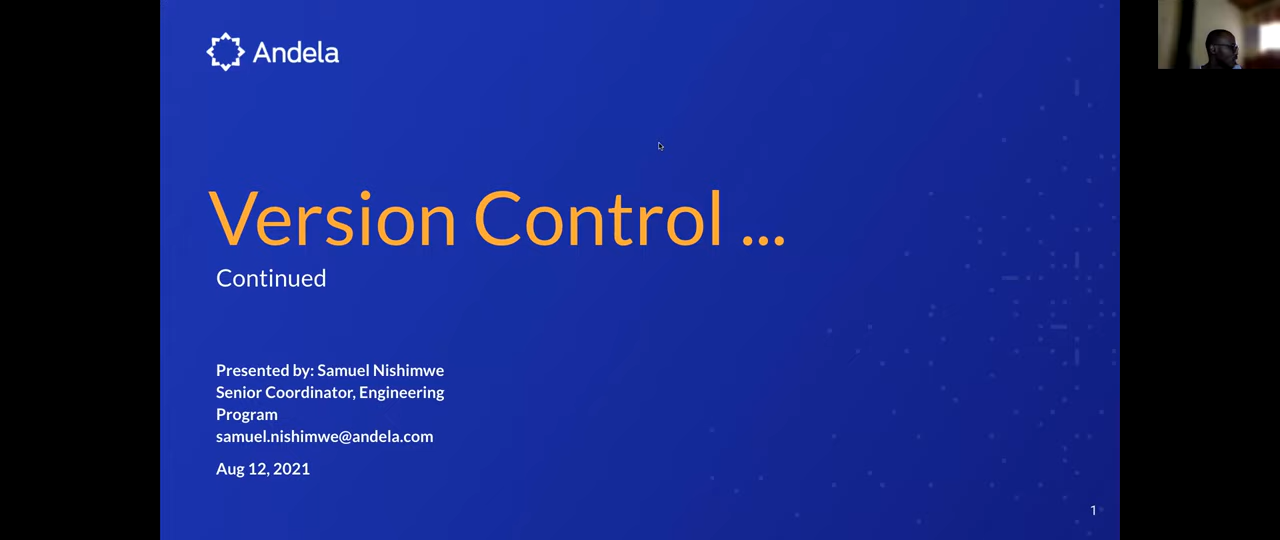 Andela
Version Control ...
Continued
Presented by: Samuel Nishimwe
Senior Coordinator, Engineering
Program
samuel.nishimwe@andela.com
Aug 12, 2021
1